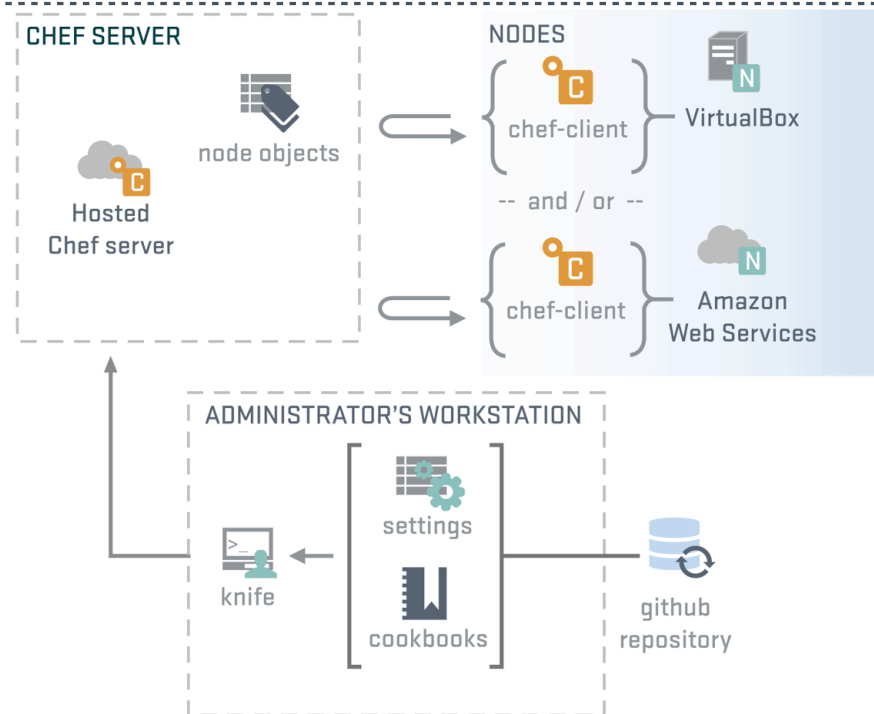 CHEF SERVER
node objects
C
Hosted
Chef server
NODES
C
chef-client
N
VirtualBox
-- and / or --
C
chef-client
N
Amazon
Web Services
ADMINISTRATOR'S WORKSTATION
settings
>_
knife
cookbooks
github
repository